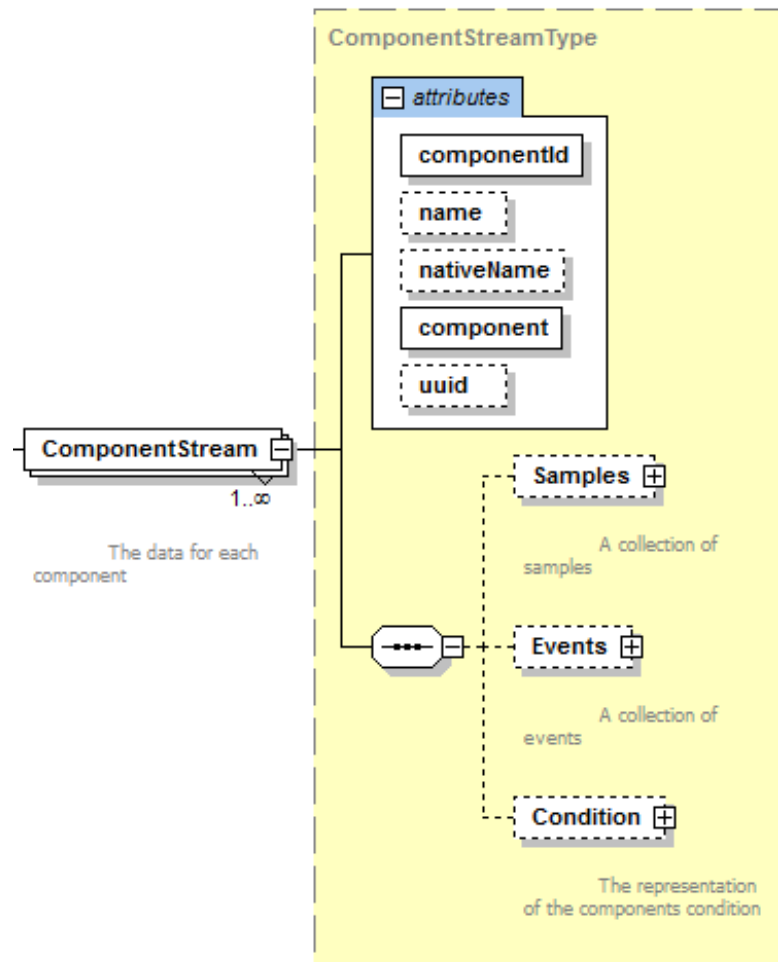 ComponentStreamType
attributes
componentId
name
nativeName
component
uuid
ComponentStream
1..∞
The data for each
component
Samples
A collection of
samples
Events
A collection of
events
Condition
The representation
of the components condition